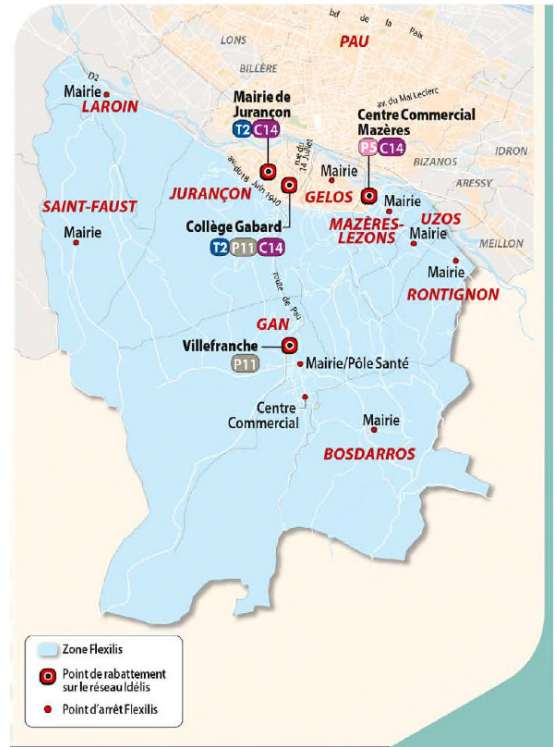 bd de la Paix
PAU
LONS
BILLÈRE
D2
Mairie
LAROIN
Mairie de
Jurançon
T2 C14
av. du Mal Leclerc
Centre Commercial
Mazères
P5 C14
IDRON
BIZANOS
ARESSY
rue du
14 Juillet
av. du 18 Juin 1940
Mairie
JURANÇON
GELOS
SAINT-FAUST
Mairie
MAZÈRES-
LEZONS
UZOS
Mairie
Mairie
MEILLON
Collège Gabard
T2 P11 C14
Mairie
RONTIGNON
route de Pau
GAN
Villefranche
P11
Mairie/Pôle Santé
Centre
Commercial
Mairie
BOSDARROS
Zone Flexilis
Point de rabattement
sur le réseau Idélis
Point d'arrêt Flexilis